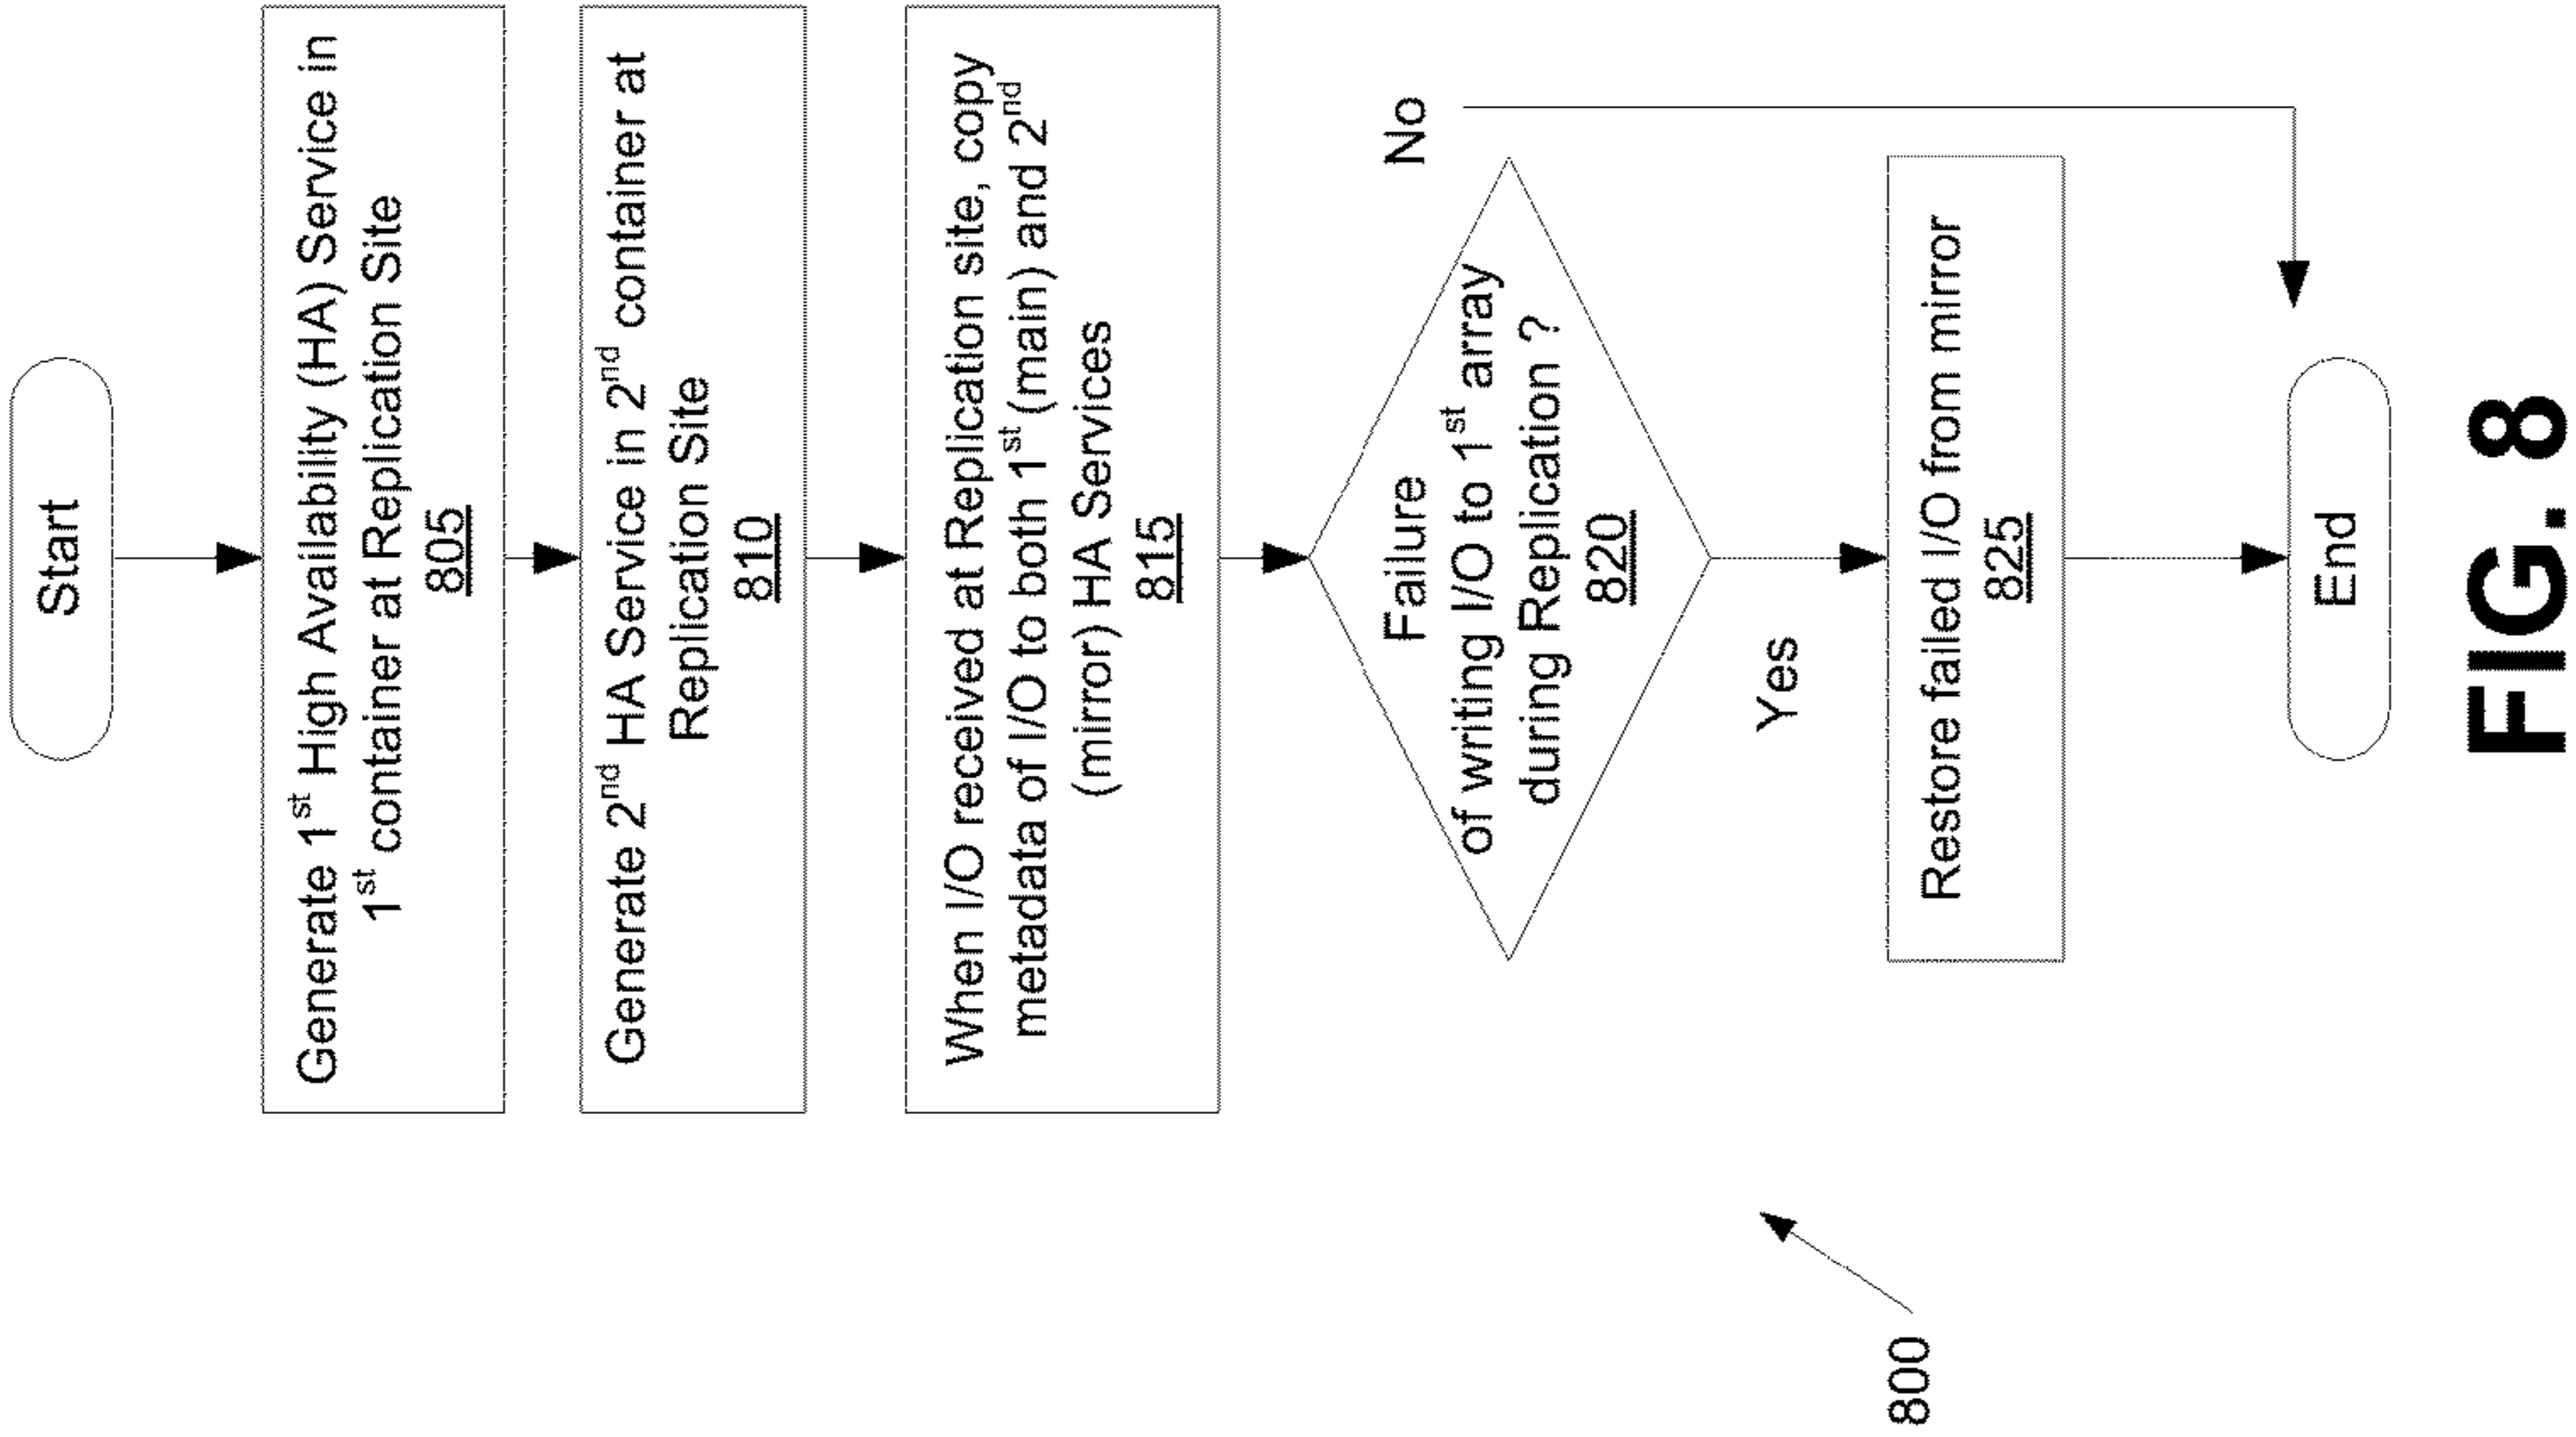 Start
Generate 1st High Availability (HA) Service in
1st container at Replication Site
805
Generate 2nd HA Service in 2nd container at
Replication Site
810
When I/O received at Replication site, copy
metadata of I/O to both 1st (main) and 2nd
(mirror) HA Services
815
Failure
of writing I/O to 1st array
during Replication ?
820
No
Yes
Restore failed I/O from mirror
825
End
800
FIG. 8